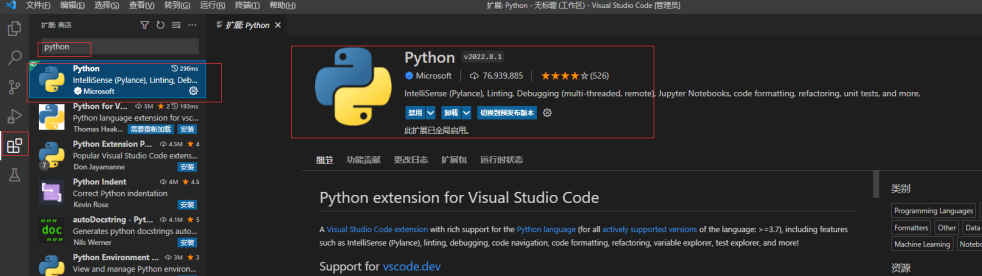 文件(F) 编辑(E) 选择(S) 查看(V) 转到(G) 运行(R) 终端(T) 帮助(H)
扩展: Python - 无标题 (工作区) - Visual Studio Code [管理员]
扩展: 商店
python
Python 296ms
IntelliSense (Pylance), Linting, Deb...
Microsoft
Python for V... 5M 2 193ms
Python language extension for vsc...
Thomas Haak... 需要重新加载 安装
Python Extension P... 4.5M 4
Popular Visual Studio Code extens...
Don Jayamanne 安装
7
Python Indent 4M 4.5
Correct Python indentation
Kevin Rose 安装
autoDocstring - Pyt... 4.1M 5
Generates python docstrings auto...
Nils Werner 安装
Python Environment ... 3M 3
View and manage Python environ...
扩展: Python
Python v2022.8.1
Microsoft 76,939,885 (526)
IntelliSense (Pylance), Linting, Debugging (multi-threaded, remote), Jupyter Notebooks, code formatting, refactoring, unit tests, and more.
禁用 卸载 切换到预发布版本
此扩展已全局启用。
细节 功能贡献 更改日志 扩展包 运行时状态
Python extension for Visual Studio Code
A Visual Studio Code extension with rich support for the Python language (for all actively supported versions of the language: >=3.7), including features
such as IntelliSense (Pylance), linting, debugging, code navigation, code formatting, refactoring, variable explorer, test explorer, and more!
Support for vscode.dev
类别
Programming Languages
Formatters Other Data
Machine Learning Notebo
资源